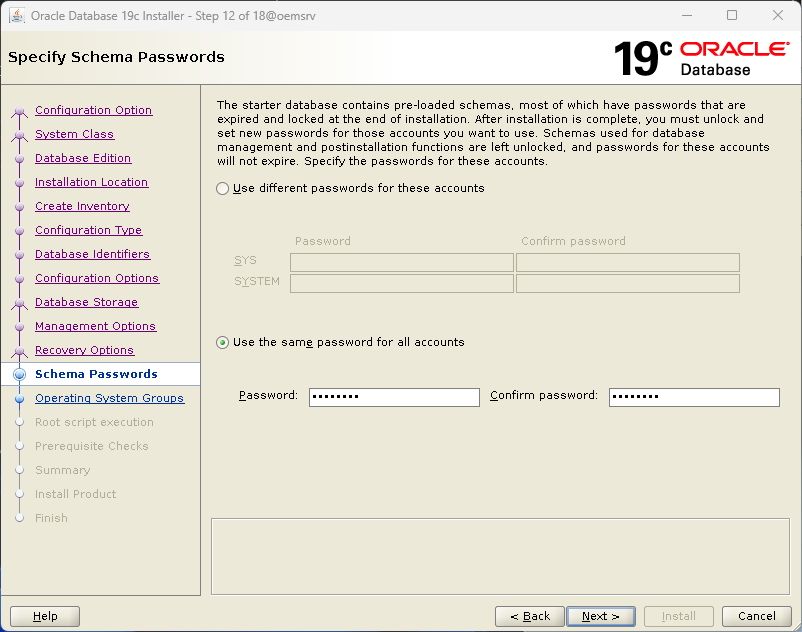 Oracle Database 19c Installer - Step 12 of 18@oemsrv
Specify Schema Passwords
19c ORACLE
Database
Configuration Option
System Class
Database Edition
Installation Location
Create Inventory
Configuration Type
Database Identifiers
Configuration Options
Database Storage
Management Options
Recovery Options
Schema Passwords
Operating System Groups
Root script execution
Prerequisite Checks
Summary
Install Product
Finish
The starter database contains pre-loaded schemas, most of which have passwords that are
expired and locked at the end of installation. After installation is complete, you must unlock and
set new passwords for those accounts you want to use. Schemas used for database
management and postinstallation functions are left unlocked, and passwords for these accounts
will not expire. Specify the passwords for these accounts.
Use different passwords for these accounts
Password Confirm password
SYS
SYSTEM
Use the same password for all accounts
Password: •••••••• Confirm password: ••••••••
Help < Back Next > Install Cancel